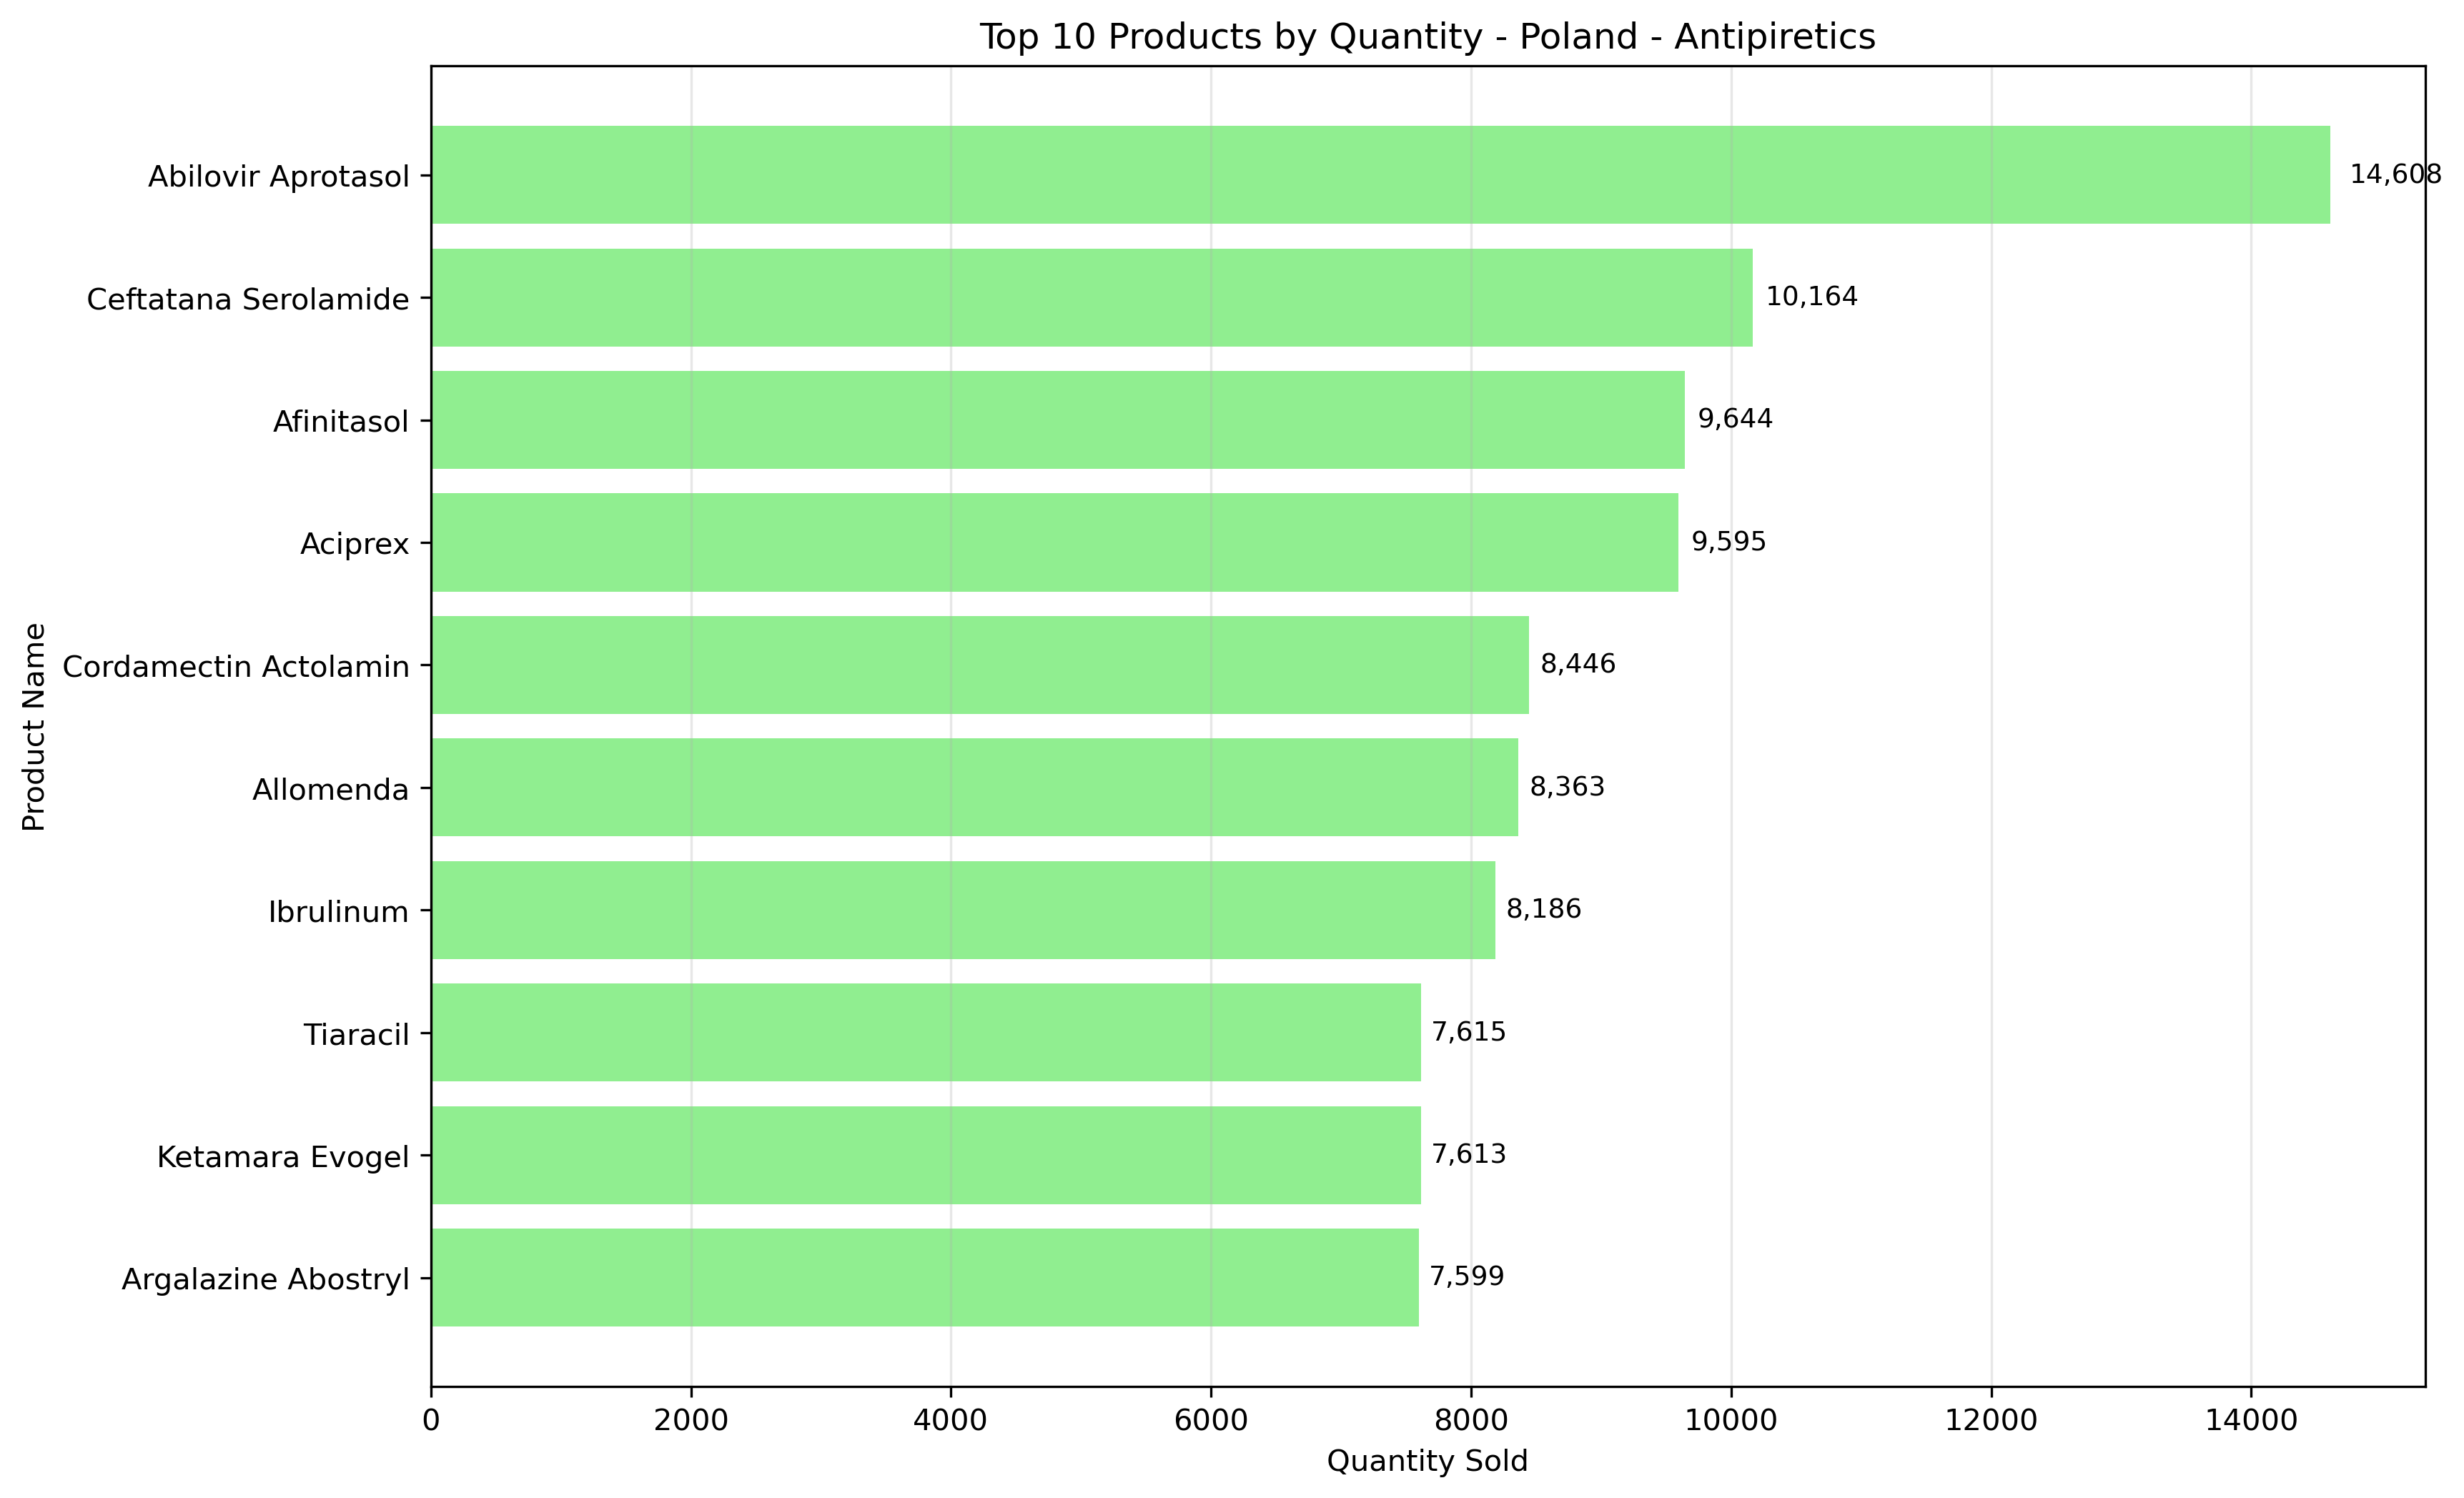 Top 10 Products by Quantity - Poland - Antipiretics
Product Name
Abilovir Aprotasol 14,608
Ceftatana Serolamide 10,164
Afinitasol 9,644
Aciprex 9,595
Cordamectin Actolamin 8,446
Allomenda 8,363
Ibrulinum 8,186
Tiaracil 7,615
Ketamara Evogel 7,613
Argalazine Abostryl 7,599
0 2000 4000 6000 8000 10000 12000 14000
Quantity Sold